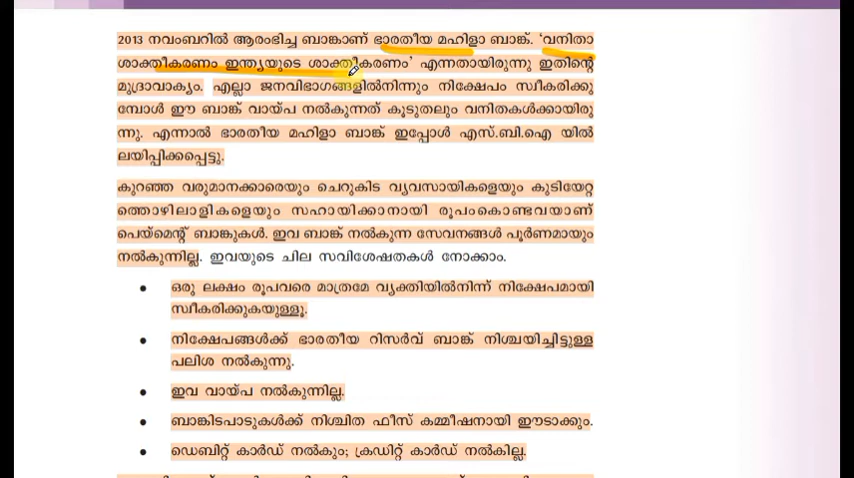 2013 നവംബറിൽ ആരംഭിച്ച ബാങ്കാണ് ഭാരതീയ മഹിളാ ബാങ്ക്. 'വനിതാ
ശാക്തീകരണം ഇന്ത്യയുടെ ശാക്തീകരണം' എന്നതായിരുന്നു ഇതിന്റെ
മുദ്രാവാക്യം. എല്ലാ ജനവിഭാഗങ്ങളിൽനിന്നും നിക്ഷേപം സ്വീകരിക്കു
മ്പോൾ ഈ ബാങ്ക് വായ്പ നൽകുന്നത് കൂടുതലും വനിതകൾക്കായിരു
ന്നു. എന്നാൽ ഭാരതീയ മഹിളാ ബാങ്ക് ഇപ്പോൾ എസ്.ബി.ഐ യിൽ
ലയിപ്പിക്കപ്പെട്ടു.
കുറഞ്ഞ വരുമാനക്കാരെയും ചെറുകിട വ്യവസായികളെയും കുടിയേറ്റ
ത്തൊഴിലാളികളെയും സഹായിക്കാനായി രൂപംകൊണ്ടവയാണ്
പെയ്മെന്റ് ബാങ്കുകൾ. ഇവ ബാങ്ക് നൽകുന്ന സേവനങ്ങൾ പൂർണമായും
നൽകുന്നില്ല. ഇവയുടെ ചില സവിശേഷതകൾ നോക്കാം.
• ഒരു ലക്ഷം രൂപവരെ മാത്രമേ വ്യക്തിയിൽനിന്ന് നിക്ഷേപമായി
സ്വീകരിക്കുകയുള്ളൂ.
• നിക്ഷേപങ്ങൾക്ക് ഭാരതീയ റിസർവ് ബാങ്ക് നിശ്ചയിച്ചിട്ടുള്ള
പലിശ നൽകുന്നു.
• ഇവ വായ്പ നൽകുന്നില്ല.
• ബാങ്കിടപാടുകൾക്ക് നിശ്ചിത ഫീസ് കമ്മീഷനായി ഈടാക്കും.
• ഡെബിറ്റ് കാർഡ് നൽകും; ക്രഡിറ്റ് കാർഡ് നൽകില്ല.